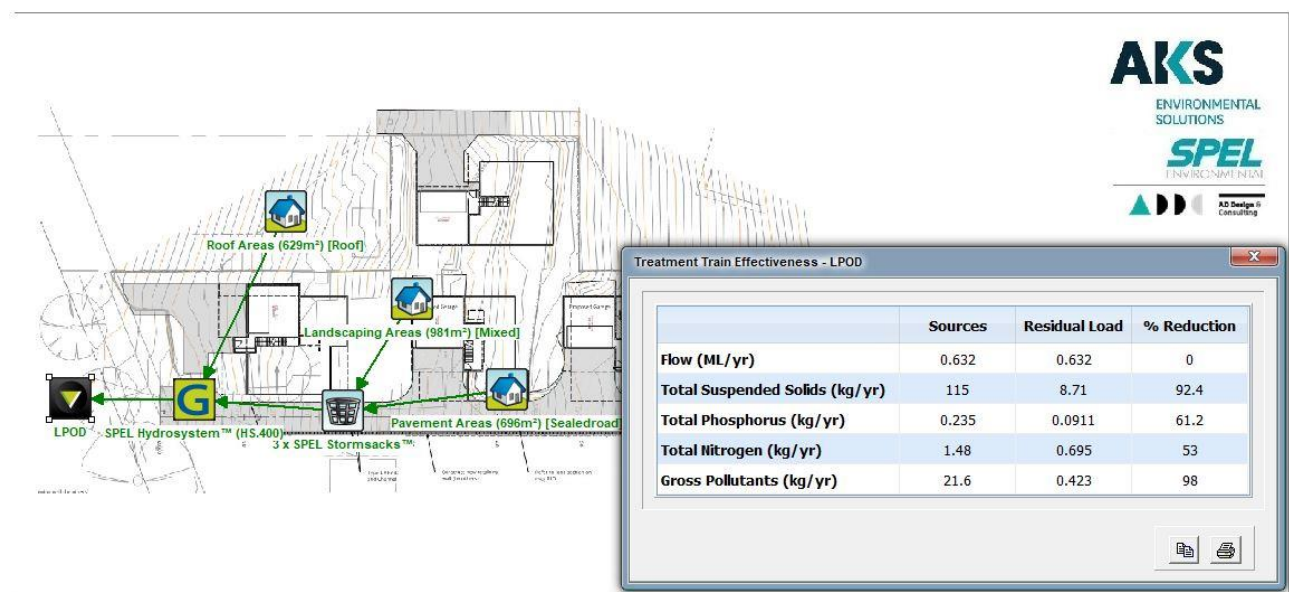 AKS
ENVIRONMENTAL
SOLUTIONS
SPEL
ENVIRONMENTAL
ADDC
AD Design &
Consulting
Roof Areas (629m²) [Roof]
Landscaping Areas (981m²) [Mixed]
Pavement Areas (696m²) [Sealedroad]
LPOD
SPEL Hydrosystem™ (HS.400)
3 x SPEL Stormsacks™
Treatment Train Effectiveness - LPOD
Sources Residual Load % Reduction
Flow (ML/yr) 0.632 0.632 0
Total Suspended Solids (kg/yr) 115 8.71 92.4
Total Phosphorus (kg/yr) 0.235 0.0911 61.2
Total Nitrogen (kg/yr) 1.48 0.695 53
Gross Pollutants (kg/yr) 21.6 0.423 98